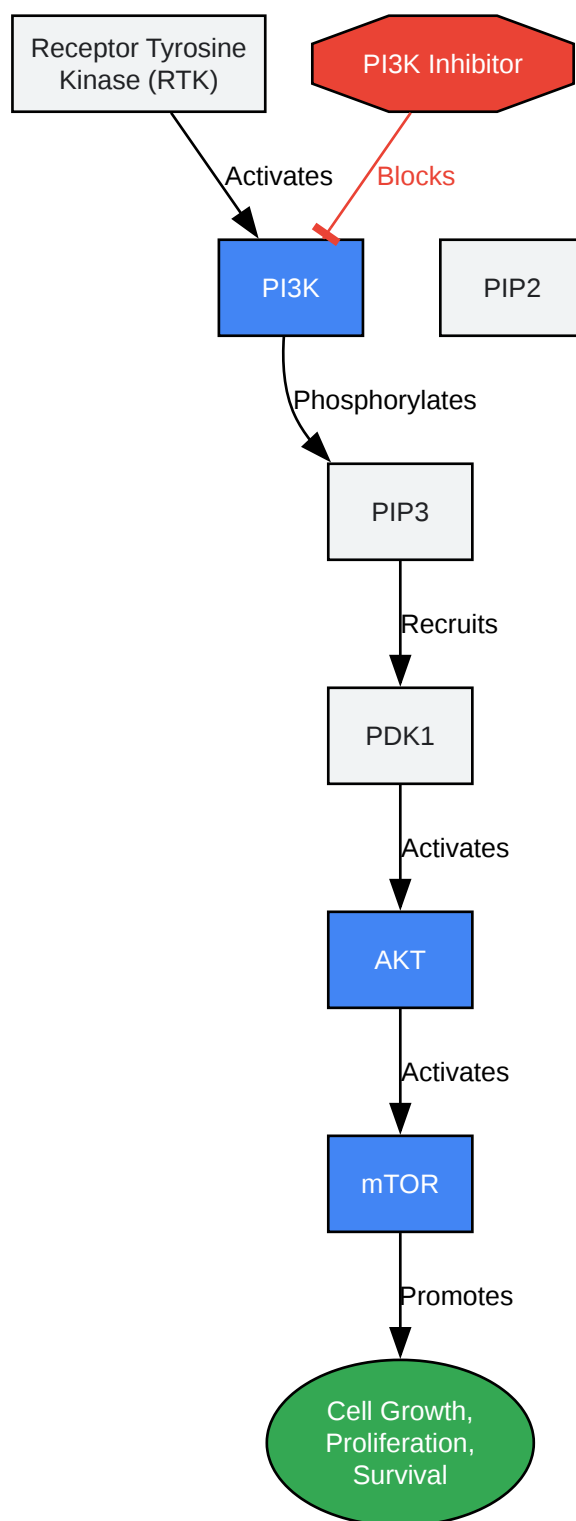 Receptor Tyrosine
Kinase (RTK)
PI3K Inhibitor
Activates
Blocks
PI3K
PIP2
Phosphorylates
PIP3
Recruits
PDK1
Activates
AKT
Activates
mTOR
Promotes
Cell Growth,
Proliferation,
Survival